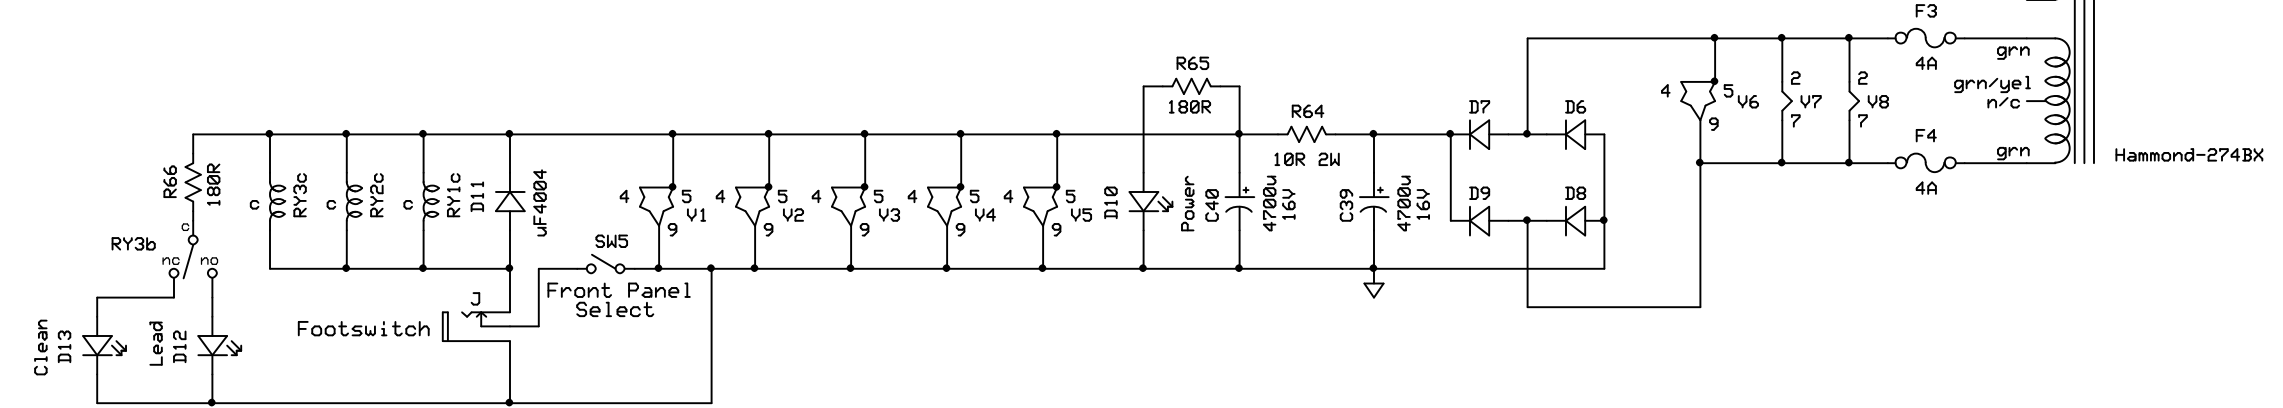 F3
grn
4A
grn/yel
n/c
F4
grn
4A
Hammond-274BX
4
5
V6
9
2
V7
7
2
V8
7
R65
180R
R64
10R 2W
D7
D6
D9
D8
D10
Power
C40
+
4700u
16V
C39
+
4700u
16V
R66
180R
c
RY3c
c
RY2c
c
RY1c
D11
uF4004
4
5
V1
9
4
5
V2
9
4
5
V3
9
4
5
V4
9
4
5
V5
9
RY3b
c
nc
no
SW5
Front Panel
Select
J
Footswitch
Clean
D13
Lead
D12